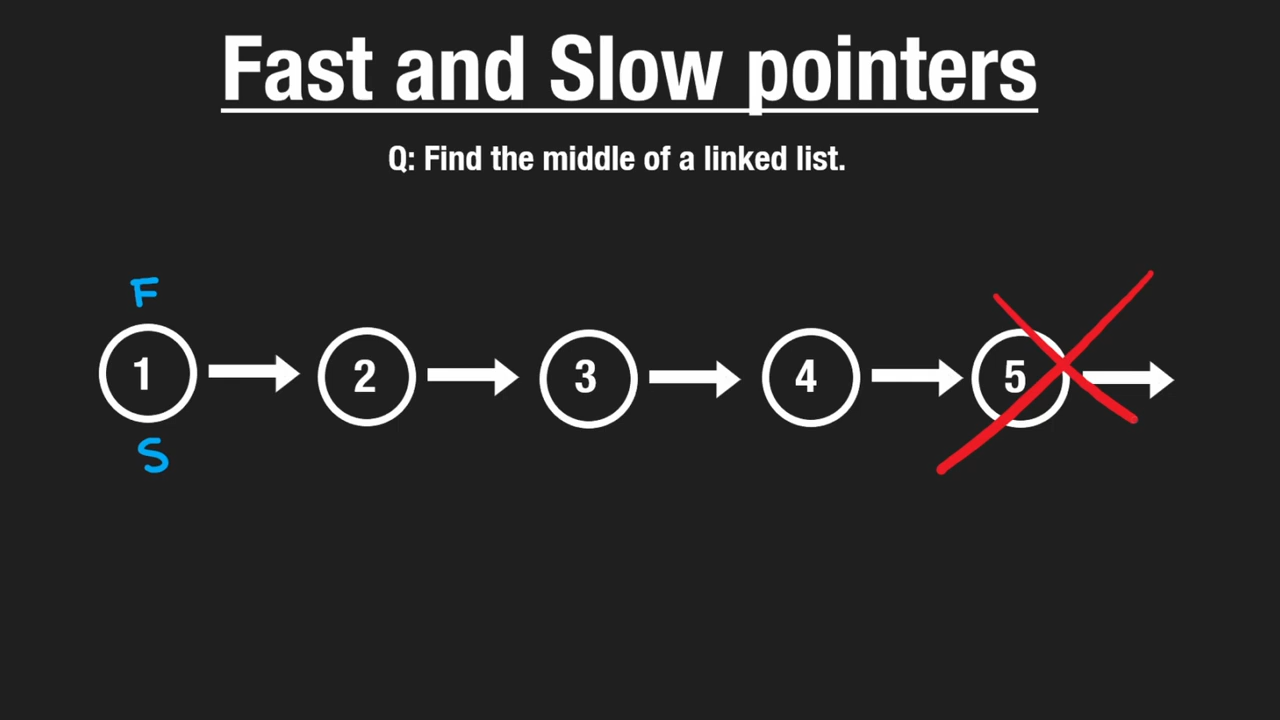 Fast and Slow pointers
Q: Find the middle of a linked list.
F
1 2 3 4 5
S